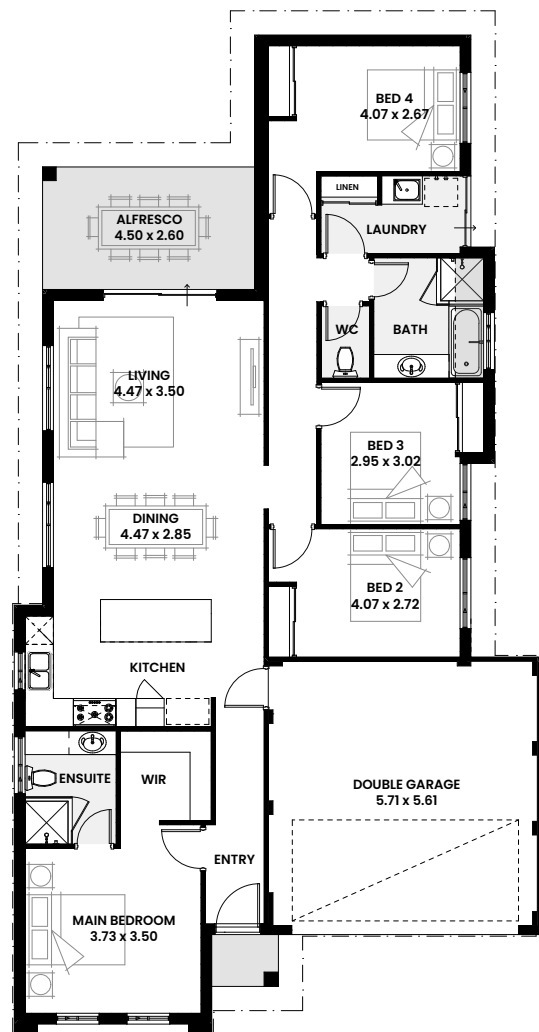 BED 4
4.07 x 2.67
LINEN
ALFRESCO
4.50 x 2.60
LAUNDRY
WC
BATH
LIVING
4.47 x 3.50
BED 3
2.95 x 3.02
DINING
4.47 x 2.85
BED 2
4.07 x 2.72
KITCHEN
ENSUITE
WIR
DOUBLE GARAGE
5.71 x 5.61
ENTRY
MAIN BEDROOM
3.73 x 3.50